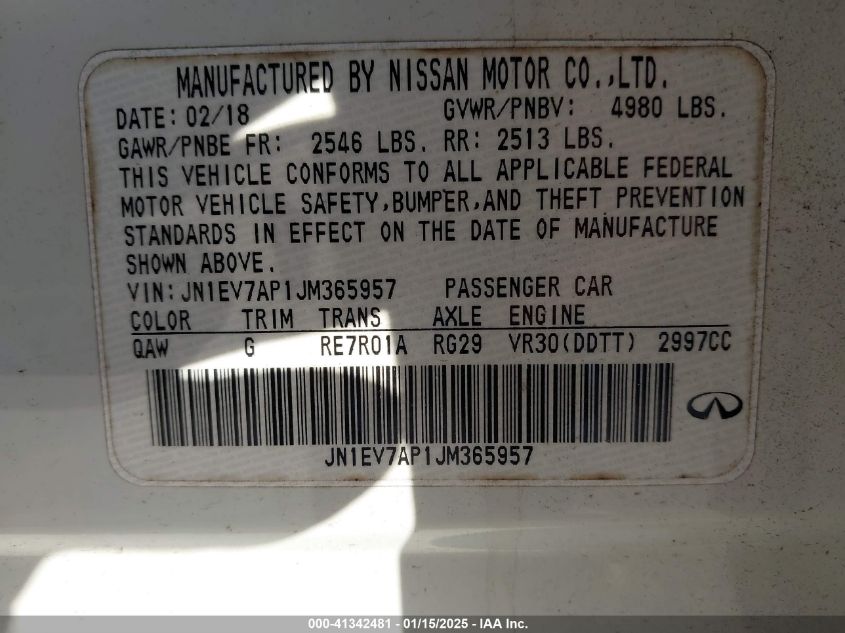 MANUFACTURED BY NISSAN MOTOR CO.,LTD.
DATE: 02/18 GVWR/PNBV: 4980 LBS.
GAWR/PNBE FR: 2546 LBS. RR: 2513 LBS.
THIS VEHICLE CONFORMS TO ALL APPLICABLE FEDERAL
MOTOR VEHICLE SAFETY,BUMPER,AND THEFT PREVENTION
STANDARDS IN EFFECT ON THE DATE OF MANUFACTURE
SHOWN ABOVE.
VIN:JN1EV7AP1JM365957 PASSENGER CAR
COLOR TRIM TRANS AXLE ENGINE
QAW G RE7R01A RG29 VR30(DDTT) 2997CC
JN1EV7AP1JM365957
000-41342481 - 01/15/2025 - IAA Inc.